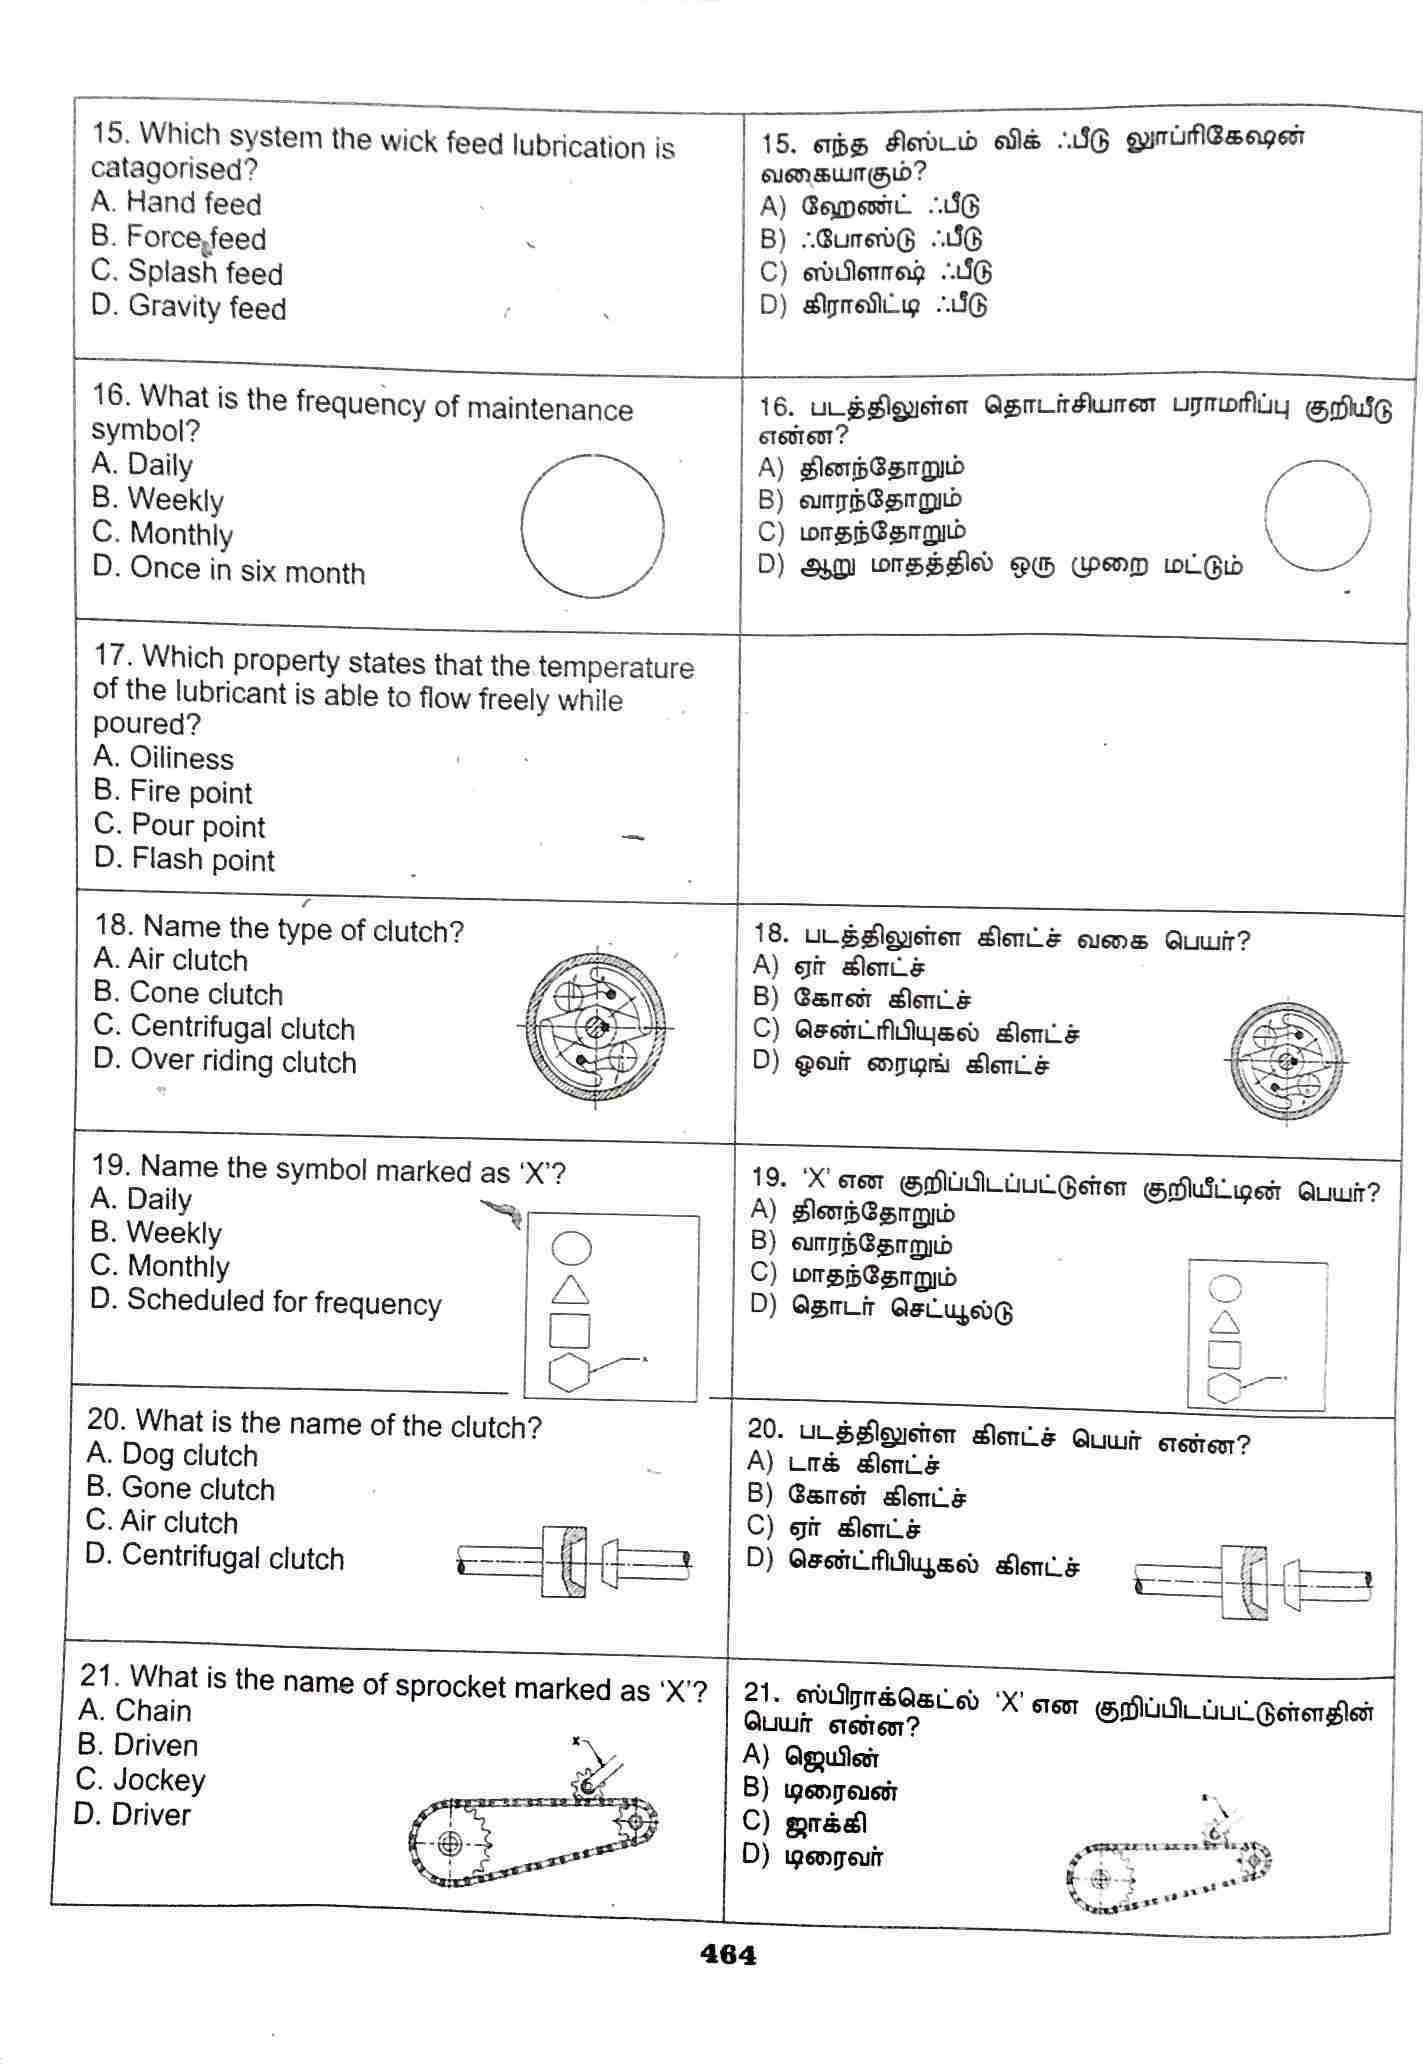 15. Which system the wick feed lubrication is
catagorised?
A. Hand feed
B. Force feed
C. Splash feed
D. Gravity feed
15. எந்த சிஸ்டம் விக் ஃபீடு லூப்ரிகேஷன்
வகையாகும்?
A) ஹேண்ட் ஃபீடு
B) ஃபோஸ்டு ஃபீடு
C) ஸ்பிளாஷ் ஃபீடு
D) கிராவிட்டி ஃபீடு
16. What is the frequency of maintenance
symbol?
A. Daily
B. Weekly
C. Monthly
D. Once in six month
16. படத்திலுள்ள தொடர்சியான பராமரிப்பு குறியீடு
என்ன?
A) தினந்தோறும்
B) வாரந்தோறும்
C) மாதந்தோறும்
D) ஆறு மாதத்தில் ஒரு முறை மட்டும்
17. Which property states that the temperature
of the lubricant is able to flow freely while
poured?
A. Oiliness
B. Fire point
C. Pour point
D. Flash point
18. Name the type of clutch?
A. Air clutch
B. Cone clutch
C. Centrifugal clutch
D. Over riding clutch
18. படத்திலுள்ள கிளட்ச் வகை பெயர்?
A) ஏர் கிளட்ச்
B) கோன் கிளட்ச்
C) சென்ட்ரிபியுகல் கிளட்ச்
D) ஒவர் ரைடிங் கிளட்ச்
19. Name the symbol marked as ‘X’?
A. Daily
B. Weekly
C. Monthly
D. Scheduled for frequency
x
19. ‘X’ என குறிப்பிடப்பட்டுள்ள குறியீட்டின் பெயர்?
A) தினந்தோறும்
B) வாரந்தோறும்
C) மாதந்தோறும்
D) தொடர் செட்யூல்டு
20. What is the name of the clutch?
A. Dog clutch
B. Gone clutch
C. Air clutch
D. Centrifugal clutch
20. படத்திலுள்ள கிளட்ச் பெயர் என்ன?
A) டாக் கிளட்ச்
B) கோன் கிளட்ச்
C) ஏர் கிளட்ச்
D) சென்ட்ரிபியூகல் கிளட்ச்
21. What is the name of sprocket marked as ‘X’?
A. Chain
B. Driven
C. Jockey
D. Driver
X
21. ஸ்பிராக்கெட்ல் ‘X’ என குறிப்பிடப்பட்டுள்ளதின்
பெயர் என்ன?
A) ஜெயின்
B) டிரைவன்
C) ஜாக்கி
D) டிரைவர்
X
464